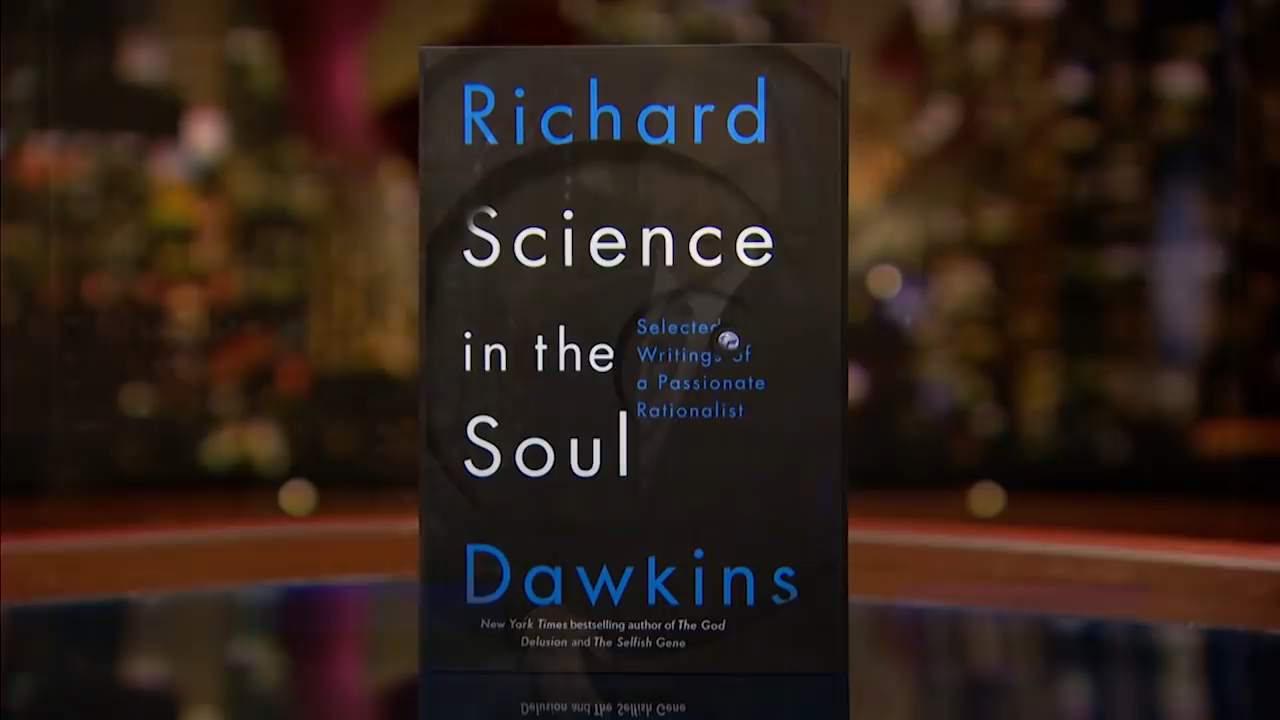 Richard
Science
in the
Soul
Selected
Writings of
a Passionate
Rationalist
Dawkins
New York Times bestselling author of The God
Delusion and The Selfish Gene